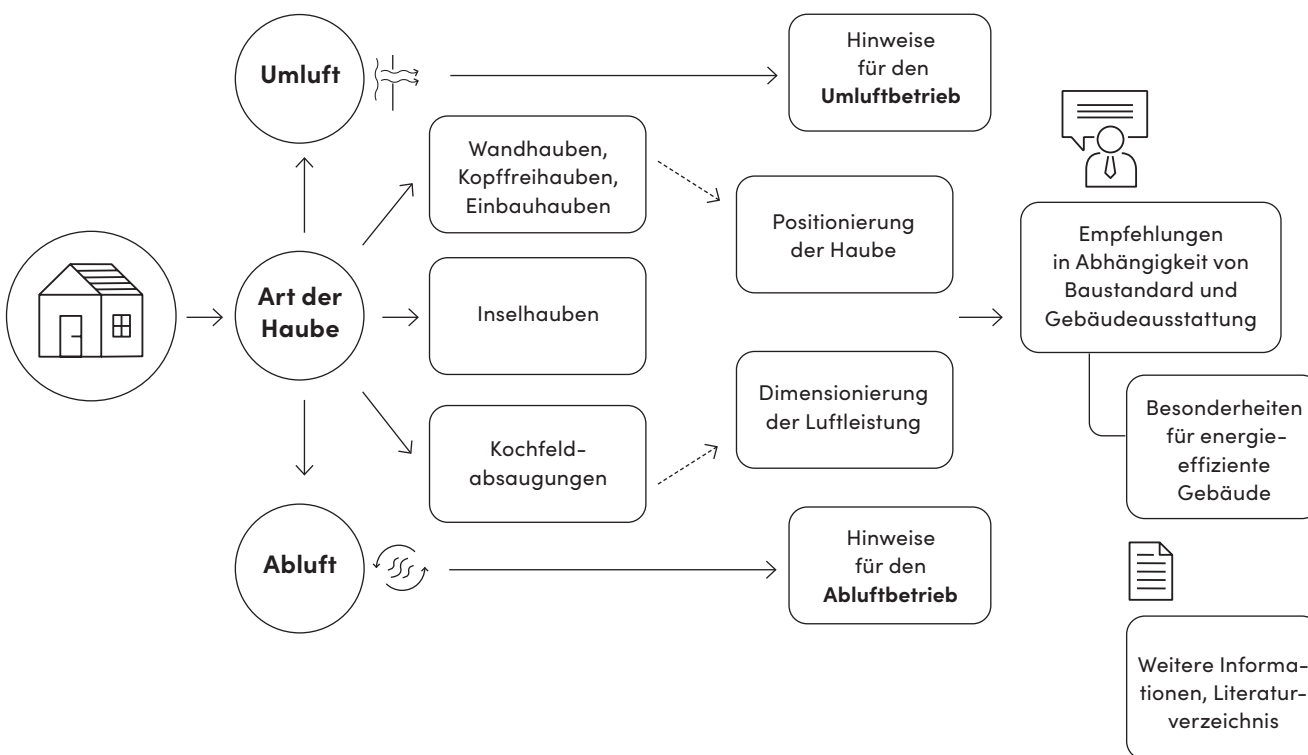 Umluft
Hinweise
für den
Umluftbetrieb
Wandhauben,
Kopffreihauben,
Einbauhauben
Positionierung
der Haube
Empfehlungen
in Abhängigkeit von
Baustandard und
Gebäudeausstattung
Art der
Haube
Inselhauben
Dimensionierung
der Luftleistung
Besonderheiten
für energie-
effiziente
Gebäude
Kochfeld-
absaugungen
Abluft
Hinweise
für den
Abluftbetrieb
Weitere Informa-
tionen, Literatur-
verzeichnis